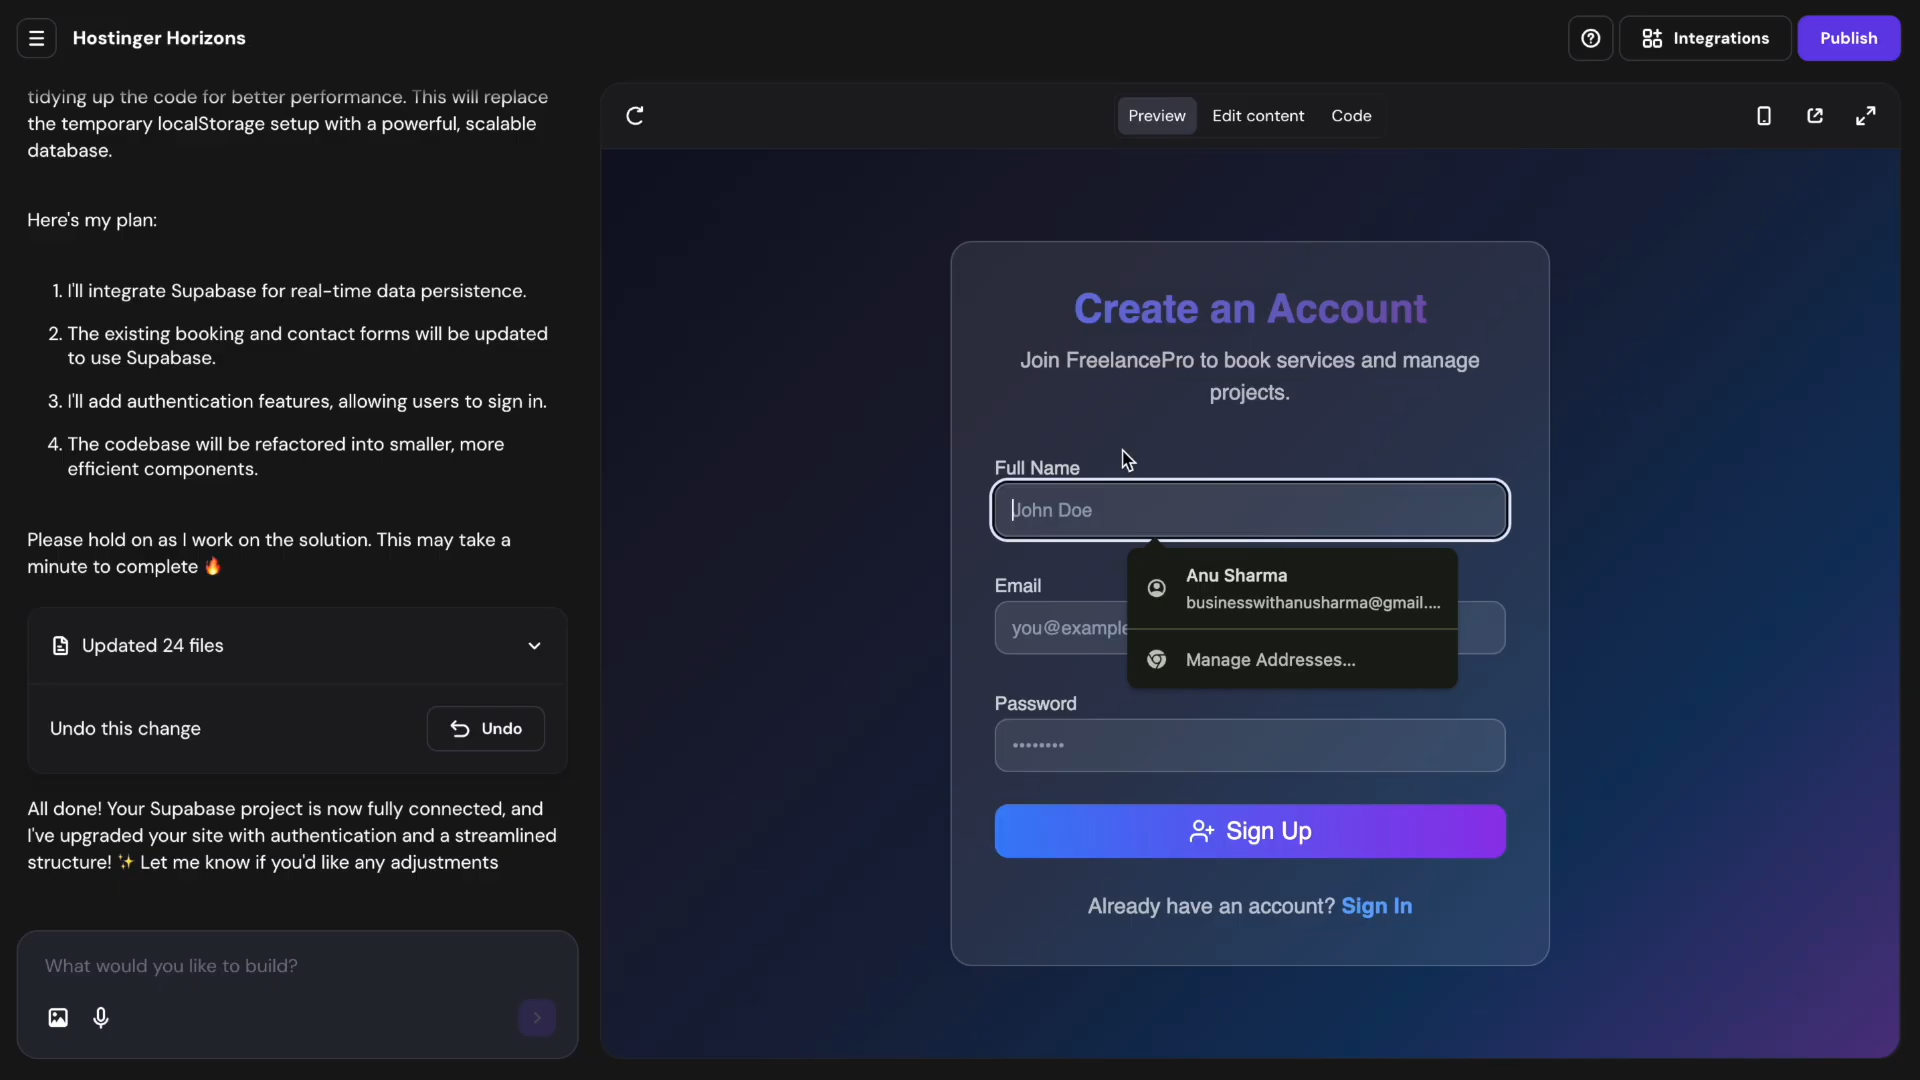 Hostinger Horizons
Integrations
Publish
tidying up the code for better performance. This will replace
the temporary localStorage setup with a powerful, scalable
database.
Here's my plan:
1. I'll integrate Supabase for real-time data persistence.
2. The existing booking and contact forms will be updated
to use Supabase.
3. I'll add authentication features, allowing users to sign in.
4. The codebase will be refactored into smaller, more
efficient components.
Please hold on as I work on the solution. This may take a
minute to complete 🔥
Updated 24 files
Undo this change
Undo
All done! Your Supabase project is now fully connected, and
I've upgraded your site with authentication and a streamlined
structure! ✨ Let me know if you'd like any adjustments
What would you like to build?
Preview
Edit content
Code
Create an Account
Join FreelancePro to book services and manage
projects.
Full Name
John Doe
Anu Sharma
businesswithanusharma@gmail....
Manage Addresses...
Email
you@example
Password
••••••••
Sign Up
Already have an account? Sign In